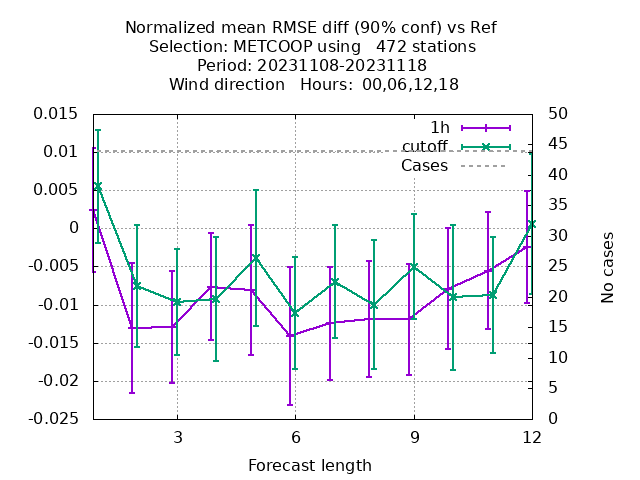 Normalized mean RMSE diff (90% conf) vs Ref
Selection: METCOOP using   472 stations
Period: 20231108-20231118
Wind direction   Hours:  00,06,12,18
0.015
0.01
0.005
0
-0.005
-0.01
-0.015
-0.02
-0.025
1h
cutoff
Cases
50
45
40
35
30
25
20
15
10
5
0
No cases
3
6
9
12
Forecast length